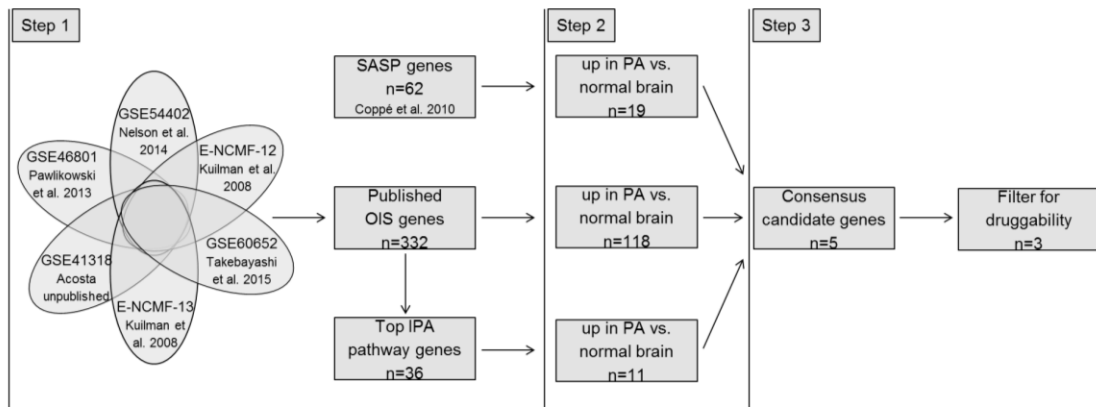 Step 1
GSE54402
Nelson et al.
2014
E-NCMF-12
Kuilman et al.
2008
GSE46801
Pawlikowski
et al. 2013
GSE60652
Takebayashi
et al. 2015
GSE41318
Acosta
unpublished
E-NCMF-13
Kuilman et
al. 2008
SASP genes
n=62
Coppé et al. 2010
Published
OIS genes
n=332
Top IPA
pathway genes
n=36
Step 2
up in PA vs.
normal brain
n=19
up in PA vs.
normal brain
n=118
up in PA vs.
normal brain
n=11
Step 3
Consensus
candidate genes
n=5
Filter for
druggability
n=3